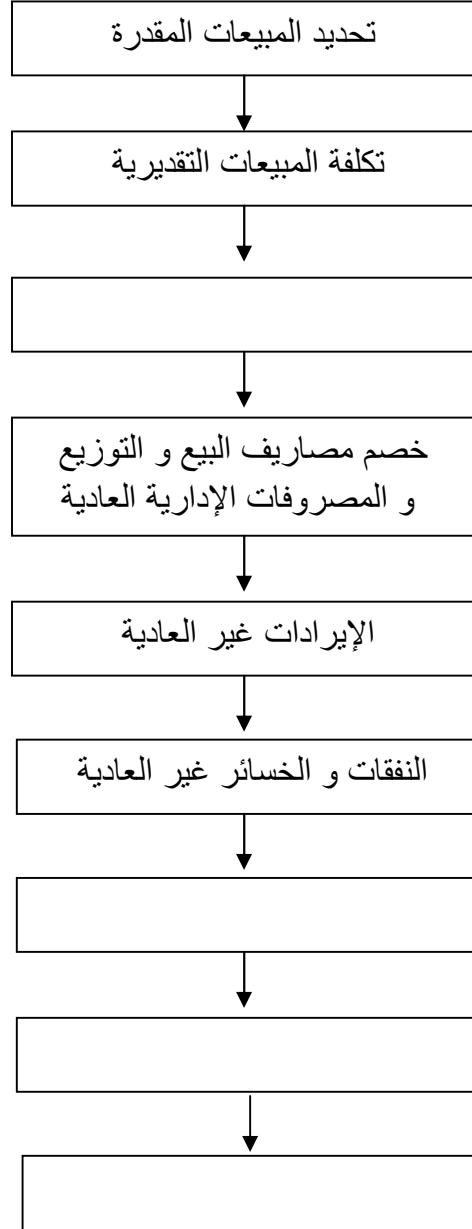 تحديد المبيعات المقدرة
تكلفة المبيعات التقديرية
خصم مصاريف البيع و التوزيع
و المصروفات الإدارية العادية
الإيرادات غير العادية
النفقات و الخسائر غير العادية